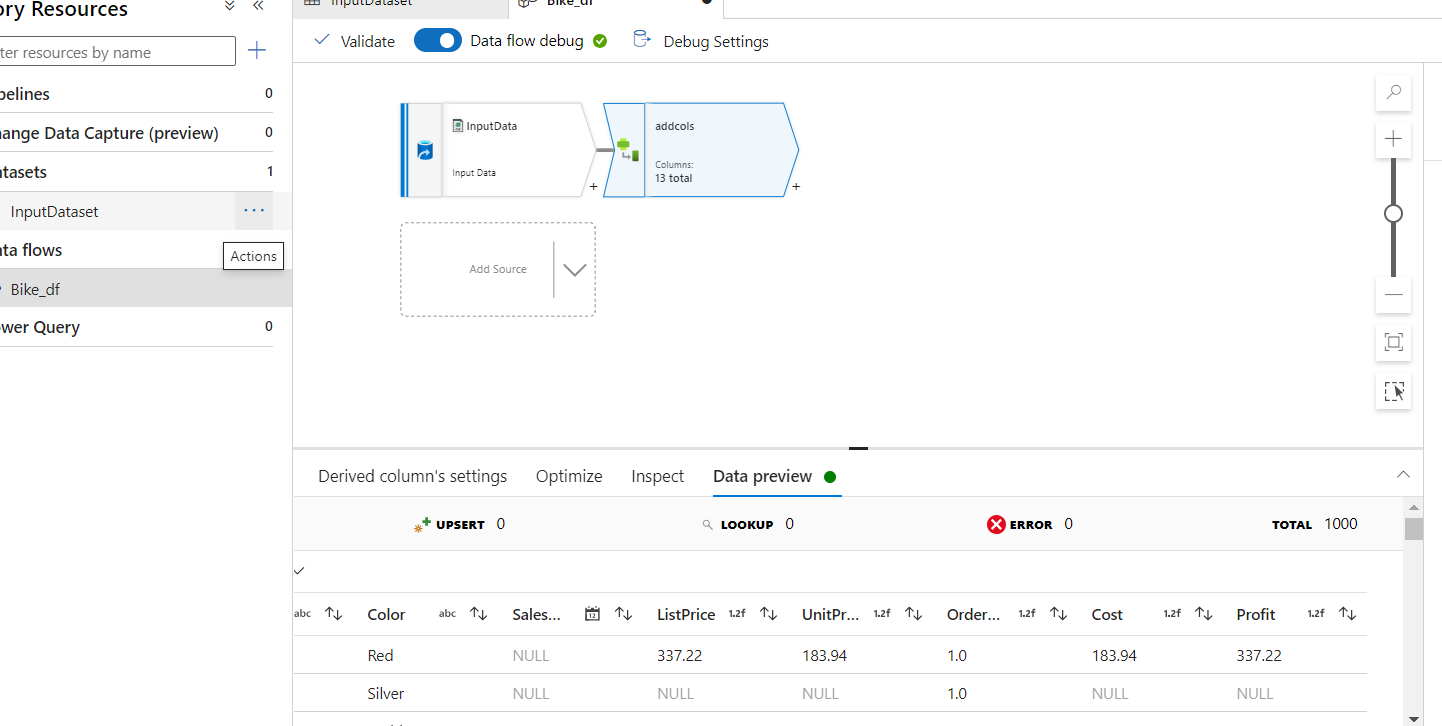 ory Resources
InputDataset
Bike_df
Validate
Data flow debug
Debug Settings
ter resources by name
pelines 0
ange Data Capture (preview) 0
atasets 1
InputDataset
ata flows
Actions
Bike_df
ower Query 0
InputData
Input Data
+
addcols
Columns:
13 total
+
Add Source
Derived column's settings
Optimize
Inspect
Data preview
UPSERT 0
LOOKUP 0
ERROR 0
TOTAL 1000
abc Color abc Sales... 12 ListPrice 1.2f UnitPr... 1.2f Order... 1.2f Cost 1.2f Profit 1.2f
Red NULL 337.22 183.94 1.0 183.94 337.22
Silver NULL NULL NULL 1.0 NULL NULL